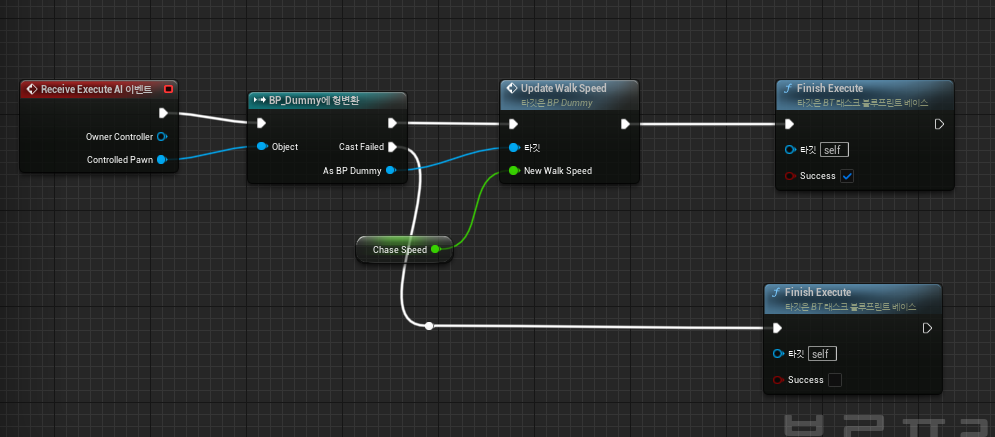 Receive Execute AI 이벤트
Owner Controller
Controlled Pawn
BP_Dummy에 형변환
Object
Cast Failed
As BP Dummy
Update Walk Speed
타깃은 BP Dummy
타깃
New Walk Speed
Chase Speed
Finish Execute
타깃은 BT 태스크 블루프린트 베이스
타깃 self
Success
Finish Execute
타깃은 BT 태스크 블루프린트 베이스
타깃 self
Success